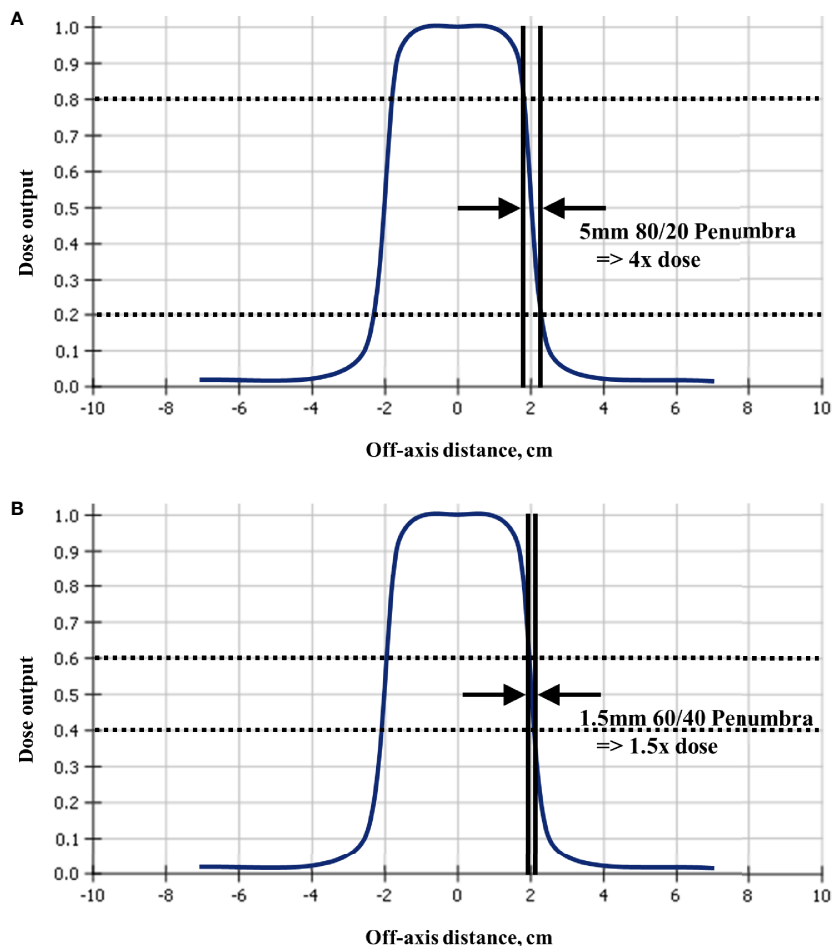 A
1.0
0.9
0.8
0.7
0.6
0.5
0.4
0.3
0.2
0.1
0.0
Dose output
5mm 80/20 Penumbra
=> 4x dose
-10 -8 -6 -4 -2 0 2 4 6 8 10
Off-axis distance, cm
B
1.0
0.9
0.8
0.7
0.6
0.5
0.4
0.3
0.2
0.1
0.0
Dose output
1.5mm 60/40 Penumbra
=> 1.5x dose
-10 -8 -6 -4 -2 0 2 4 6 8 10
Off-axis distance, cm